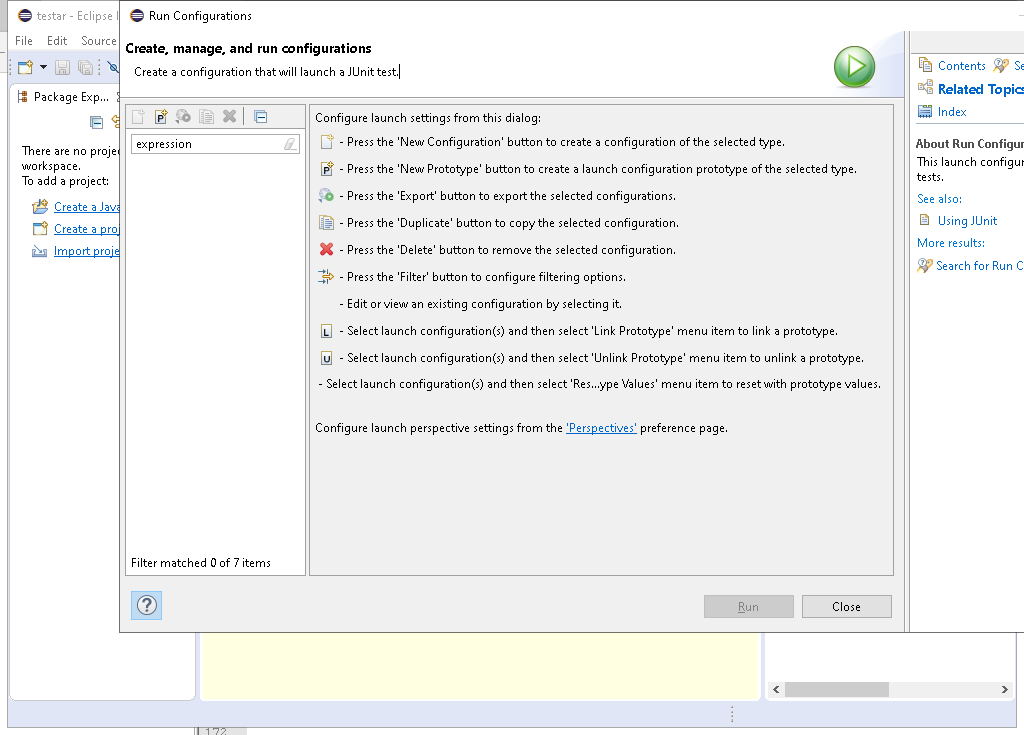 testar - Eclipse
Run Configurations
File Edit Source
Create, manage, and run configurations
Create a configuration that will launch a JUnit test.
Package Exp...
There are no
workspace.
To add a project:
Create a Java
Create a
Import
expression
Filter matched 0 of 7 items
Configure launch settings from this dialog:
- Press the 'New Configuration' button to create a configuration of the selected type.
P - Press the 'New Prototype' button to create a launch configuration prototype of the selected type.
- Press the 'Export' button to export the selected configurations.
- Press the 'Duplicate' button to copy the selected configuration.
- Press the 'Delete' button to remove the selected configuration.
- Press the 'Filter' button to configure filtering options.
- Edit or view an existing configuration by selecting it.
L - Select launch configuration(s) and then select 'Link Prototype' menu item to link a prototype.
U - Select launch configuration(s) and then select 'Unlink Prototype' menu item to unlink a prototype.
- Select launch configuration(s) and then select 'Res...ype Values' menu item to reset with prototype values.
Configure launch perspective settings from the 'Perspectives' preference page.
?
Run
Close
Contents
Related Topics
Index
About Run
This launch
tests.
See also:
Using JUnit
More results:
Search for Run
172